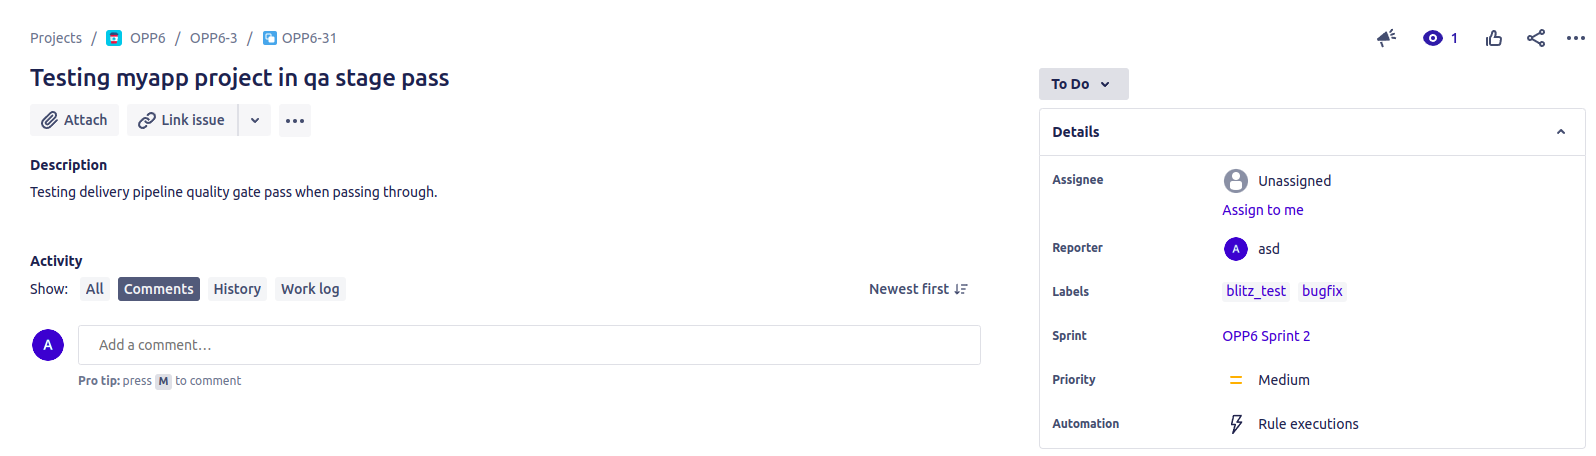 Projects / OPP6 / OPP6-3 / OPP6-31
1
Testing myapp project in qa stage pass
Attach
Link issue
Description
Testing delivery pipeline quality gate pass when passing through.
Activity
Show: All Comments History Work log
Newest first
A
Add a comment…
Pro tip: press M to comment
To Do
Details
Assignee
Unassigned
Assign to me
Reporter
A asd
Labels
blitz_test bugfix
Sprint
OPP6 Sprint 2
Priority
Medium
Automation
Rule executions